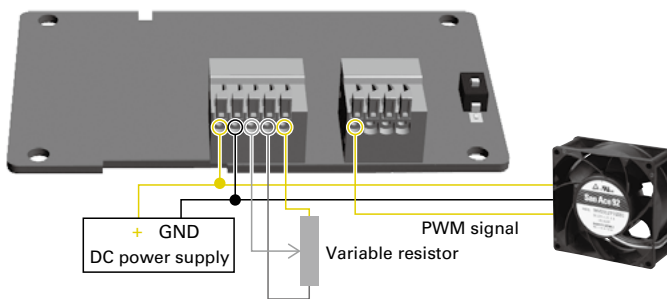 San Ace 92
PWM signal
+ GND
DC power supply
Variable resistor